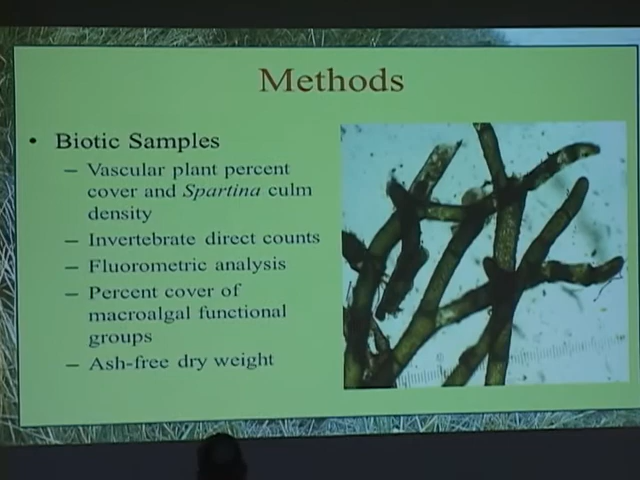 Methods
• Biotic Samples
– Vascular plant percent
cover and Spartina culm
density
– Invertebrate direct counts
– Fluorometric analysis
– Percent cover of
macroalgal functional
groups
– Ash-free dry weight